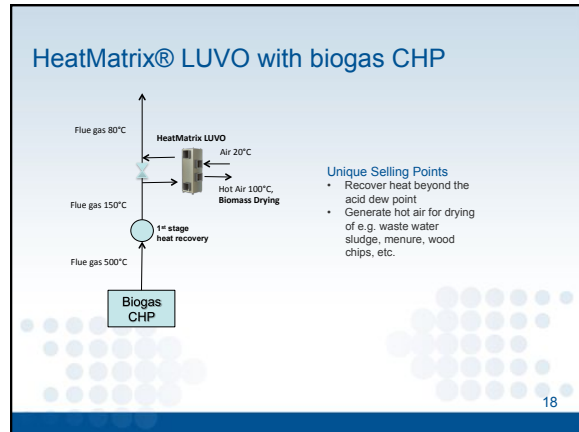 HeatMatrix® LUVO with biogas CHP
Flue gas 80°C
HeatMatrix LUVO
Air 20°C
Hot Air 100°C,
Biomass Drying
Flue gas 150°C
1st stage
heat recovery
Flue gas 500°C
Biogas
CHP
Unique Selling Points
• Recover heat beyond the
acid dew point
• Generate hot air for drying
of e.g. waste water
sludge, menure, wood
chips, etc.
18